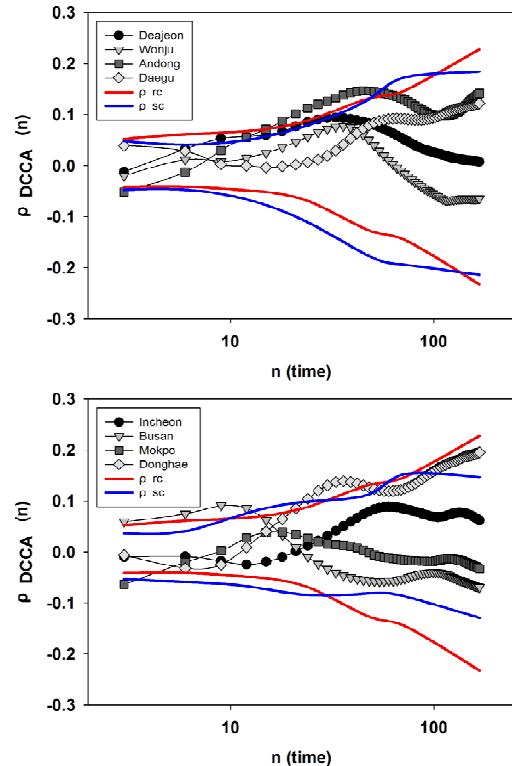 0.3
0.2
0.1
0.0
-0.1
-0.2
-0.3
ρ DCCA (n)
Deajeon
Wonju
Andong
Daegu
ρ rc
ρ sc
10
100
n (time)
0.3
0.2
0.1
0.0
-0.1
-0.2
-0.3
ρ DCCA (n)
Incheon
Busan
Mokpo
Donghae
ρ rc
ρ sc
10
100
n (time)